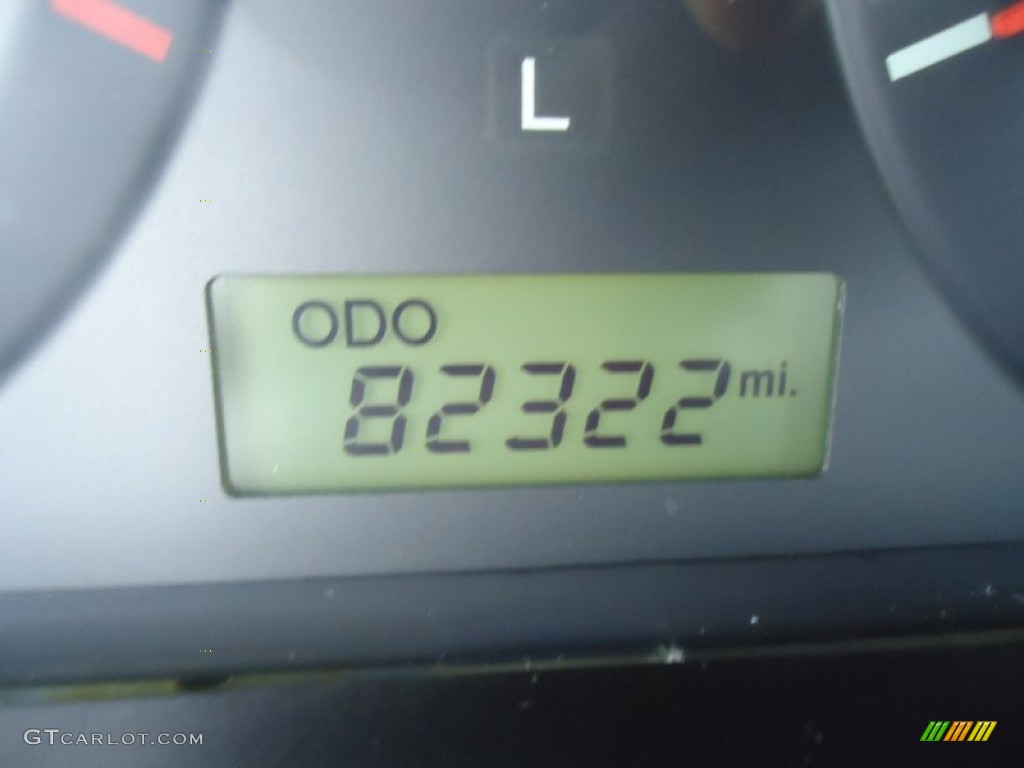 L
ODO
82322 mi.
GTCARLOT.COM